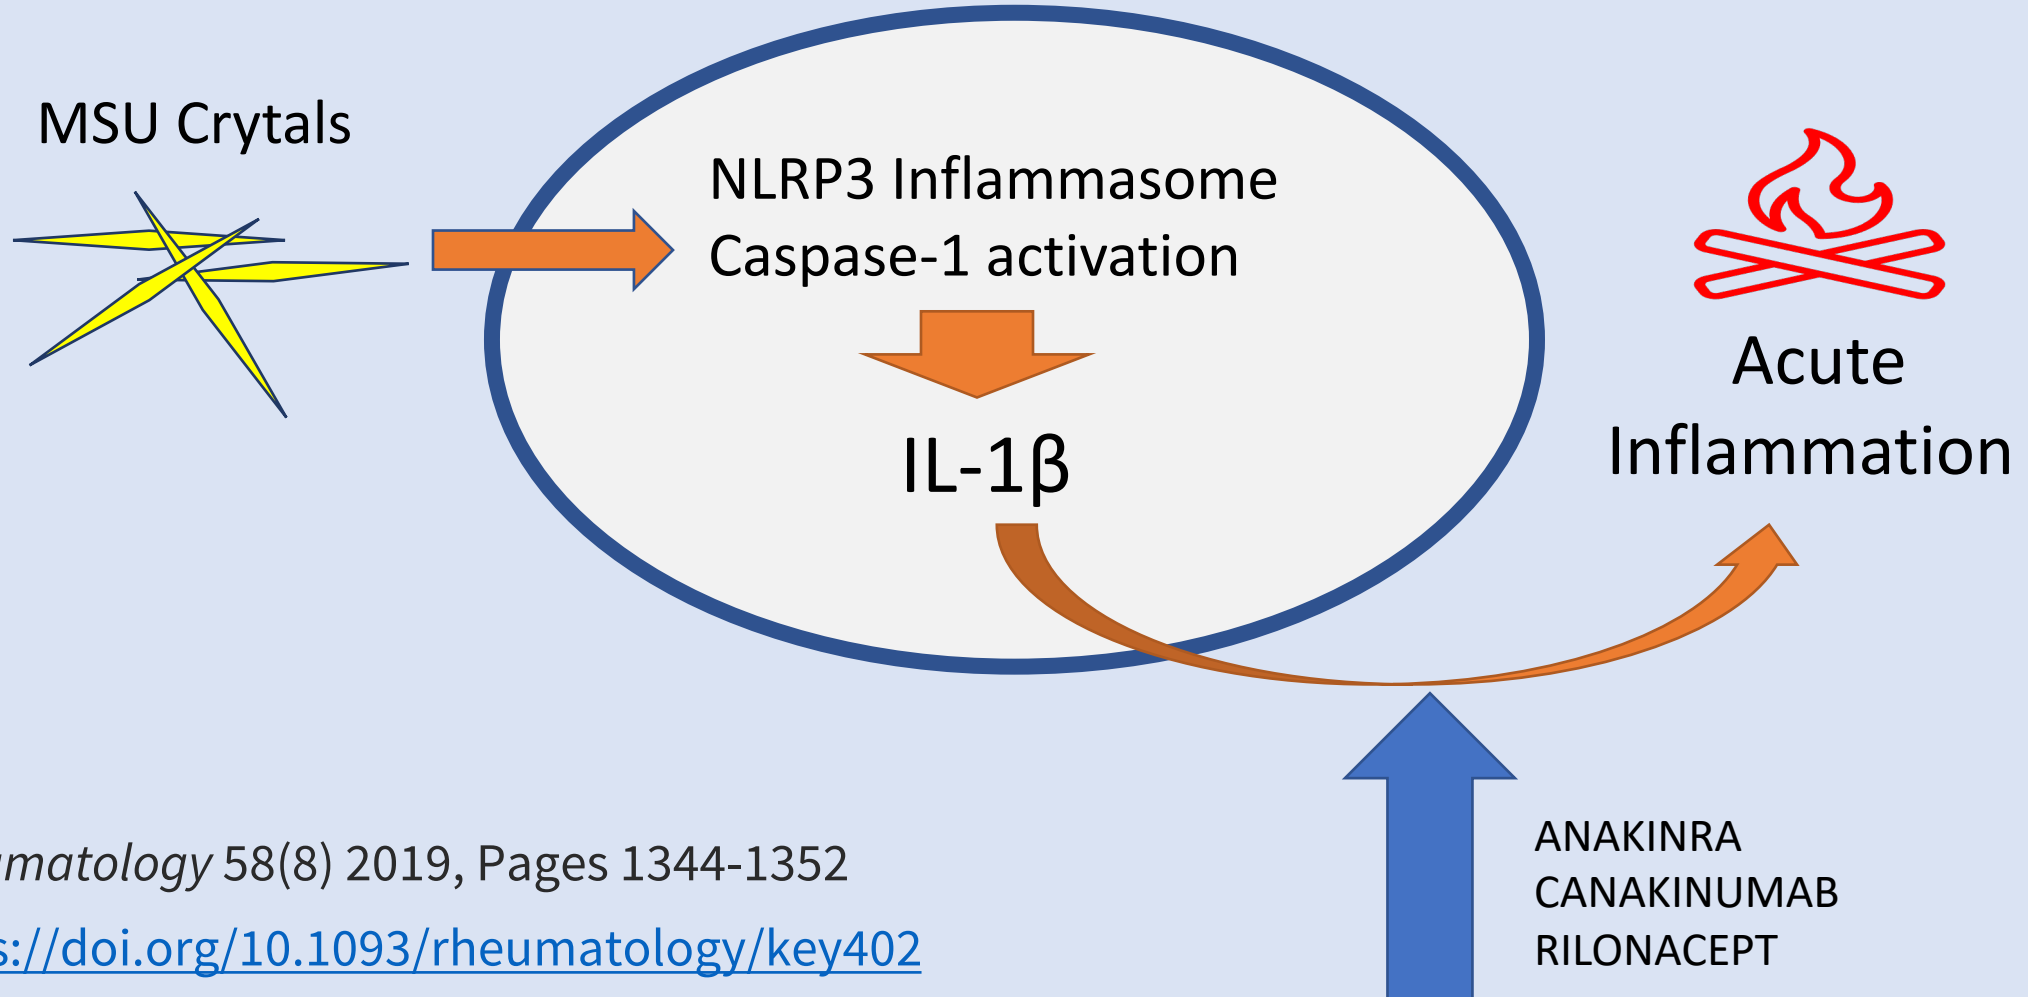 MSU Crytals
NLRP3 Inflammasome
Caspase-1 activation
IL-1β
Acute
Inflammation
ANAKINRA
CANAKINUMAB
RILONACEPT
umatology 58(8) 2019, Pages 1344-1352
s://doi.org/10.1093/rheumatology/key402